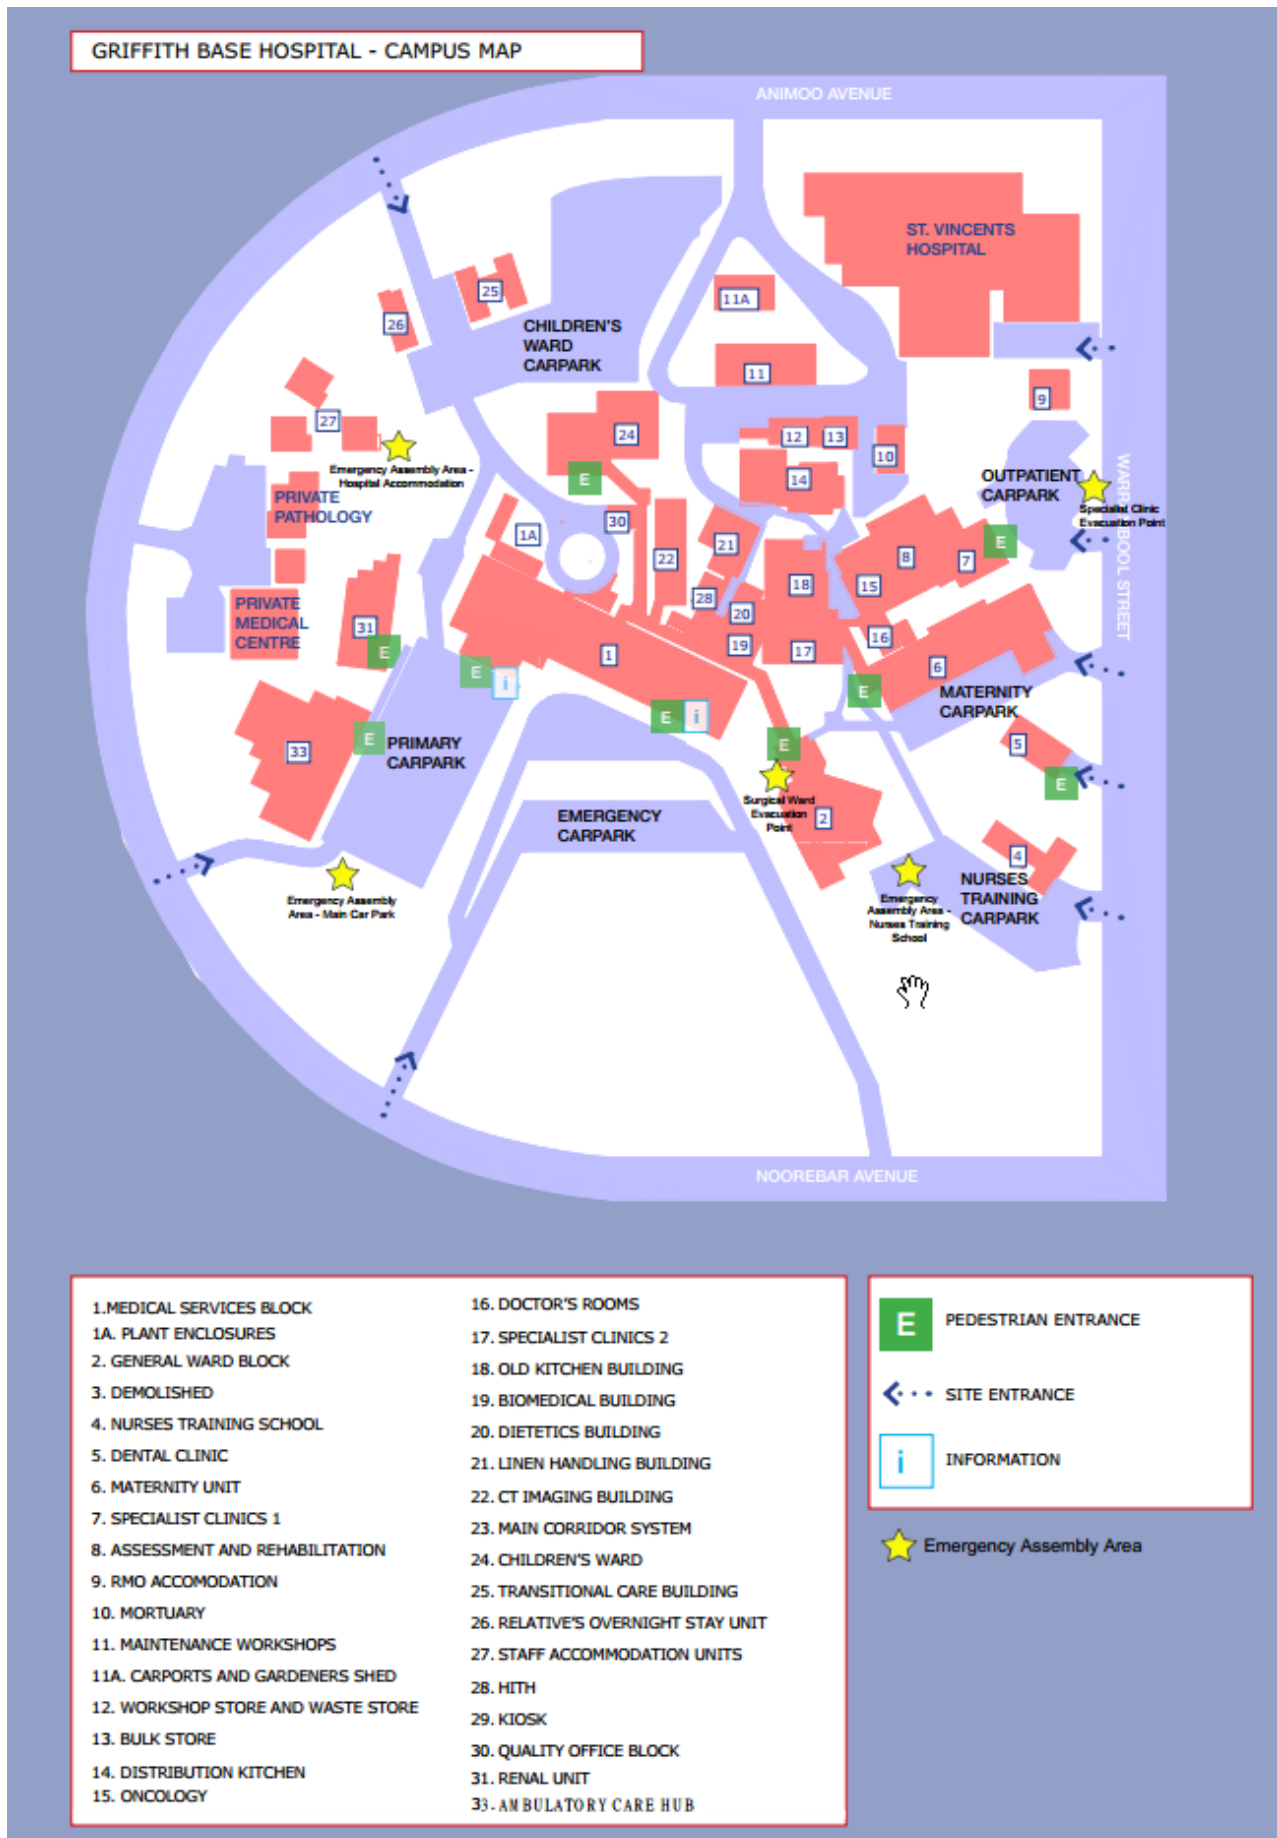 GRIFFITH BASE HOSPITAL - CAMPUS MAP
ANIMOO AVENUE
ST. VINCENTS
HOSPITAL
25
11A
26
CHILDREN'S
WARD
CARPARK
11
9
27
24
12
13
10
Emergency Assembly Area -
Hospital Accommodation
E
14
OUTPATIENT
CARPARK
WARRAMBOOL STREET
Specialist Clinic
Evacuation Point
PRIVATE
PATHOLOGY
1A
30
22
21
E
8
7
18
15
28
20
PRIVATE
MEDICAL
CENTRE
31
E
1
19
17
16
6
E
i
E
i
E
MATERNITY
CARPARK
33
E
PRIMARY
CARPARK
E
5
E
Surgical Ward
Evacuation
Point
2
EMERGENCY
CARPARK
4
Emergency Assembly
Area - Main Car Park
Emergency
Assembly Area -
Nurses Training
School
NURSES
TRAINING
CARPARK
NOOREBAR AVENUE
1.MEDICAL SERVICES BLOCK
1A. PLANT ENCLOSURES
2. GENERAL WARD BLOCK
3. DEMOLISHED
4. NURSES TRAINING SCHOOL
5. DENTAL CLINIC
6. MATERNITY UNIT
7. SPECIALIST CLINICS 1
8. ASSESSMENT AND REHABILITATION
9. RMO ACCOMODATION
10. MORTUARY
11. MAINTENANCE WORKSHOPS
11A. CARPORTS AND GARDENERS SHED
12. WORKSHOP STORE AND WASTE STORE
13. BULK STORE
14. DISTRIBUTION KITCHEN
15. ONCOLOGY
16. DOCTOR'S ROOMS
17. SPECIALIST CLINICS 2
18. OLD KITCHEN BUILDING
19. BIOMEDICAL BUILDING
20. DIETETICS BUILDING
21. LINEN HANDLING BUILDING
22. CT IMAGING BUILDING
23. MAIN CORRIDOR SYSTEM
24. CHILDREN'S WARD
25. TRANSITIONAL CARE BUILDING
26. RELATIVE'S OVERNIGHT STAY UNIT
27. STAFF ACCOMMODATION UNITS
28. HITH
29. KIOSK
30. QUALITY OFFICE BLOCK
31. RENAL UNIT
33- AMBULATORY CARE HUB
E PEDESTRIAN ENTRANCE
SITE ENTRANCE
i INFORMATION
Emergency Assembly Area